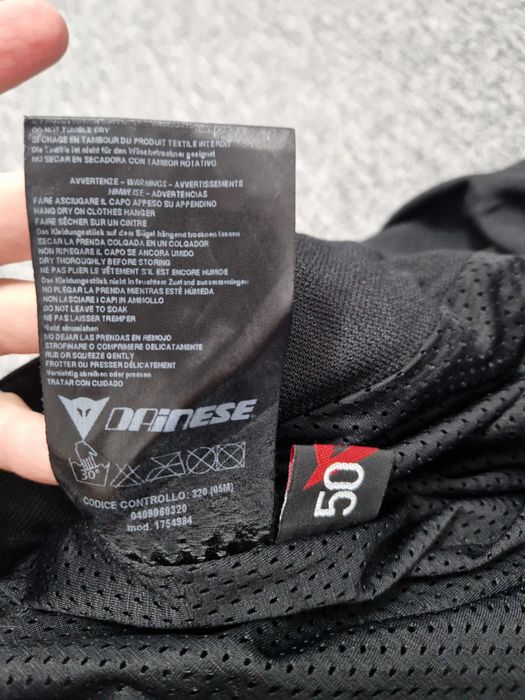 DO NOT TUMBLE DRY
SÉCHAGE EN TAMBOUR DU PRODUIT TEXTILE INTERDIT
Die Textilie ist nicht für den Wäschetrockner geeignet
NO SECAR EN SECADORA CON TAMBOR ROTATIVO
AVVERTENZE - WARNINGS - AVERTISSEMENTS
HINWEISE - ADVERTENCIAS
FARE ASCIUGARE IL CAPO APPESO SU APPENDINO
HANG DRY ON CLOTHES HANGER
FAIRE SÉCHER SUR UN CINTRE
Das Kleidungsstück auf dem Bügel hängend trocknen lassen
SECAR LA PRENDA COLGADA EN UN COLGADOR
NON RIPIEGARE IL CAPO SE ANCORA UMIDO
DRY THOROUGHLY BEFORE STORING
NE PAS PLIER LE VÊTEMENT S'IL EST ENCORE HUMIDE
Das Kleidungsstück nicht in feuchtem Zustand zusammenlegen
NO PLEGAR LA PRENDA MIENTRAS ESTÉ HÚMEDA
NON LASCIARE I CAPI IN AMMOLLO
DO NOT LEAVE TO SOAK
NE PAS LAISSER TREMPER
Nicht einweichen
NO DEJAR LAS PRENDAS EN REMOJO
STROFINARE O COMPRIMERE DELICATAMENTE
RUB OR SQUEEZE GENTLY
FROTTER OU PRESSER DÉLICATEMENT
Vorsichtig abreiben oder pressen
TRATAR CON CUIDADO
DAINESE
30°
CODICE CONTROLLO: 320 (05M)
0409060320
mod. 1754984
50